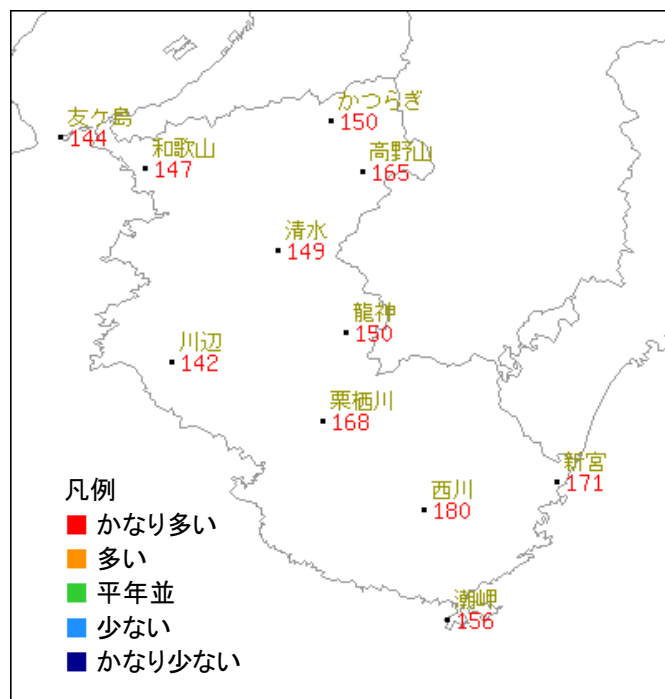 かつらぎ
150
友ケ島
144
和歌山
147
高野山
165
清水
149
龍神
150
川辺
142
栗栖川
168
新宮
171
西川
180
潮岬
156
凡例
かなり多い
多い
平年並
少ない
かなり少ない